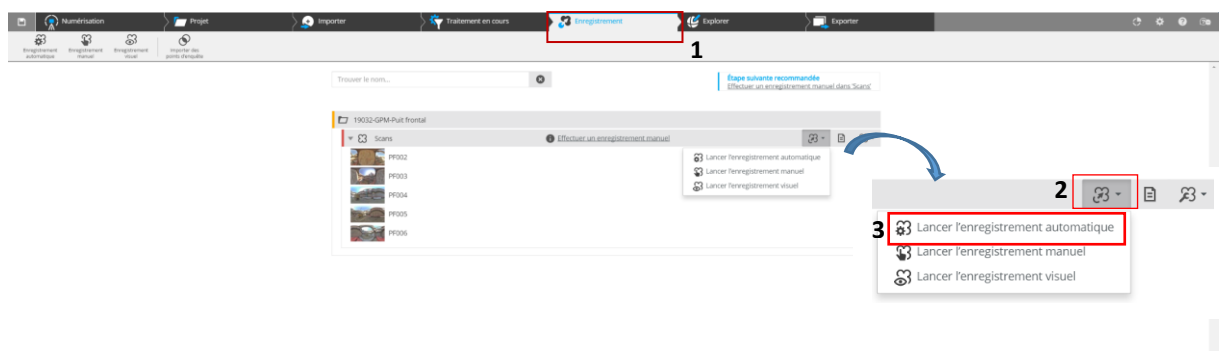 Numérisation
Projet
Importer
Traitement en cours
Enregistrement
Explorer
Exporter
1
Enregistrement automatique
Enregistrement manuel
Enregistrement visuel
Importer des points d'enquête
Trouver le nom...
Étape suivante recommandée
Effectuer un enregistrement manuel dans 'Scans'
19032-GPM-Puit frontal
Scans
Effectuer un enregistrement manuel
PF002
PF003
PF004
PF005
PF006
Lancer l'enregistrement automatique
Lancer l'enregistrement manuel
Lancer l'enregistrement visuel
2
3
Lancer l'enregistrement automatique
Lancer l'enregistrement manuel
Lancer l'enregistrement visuel